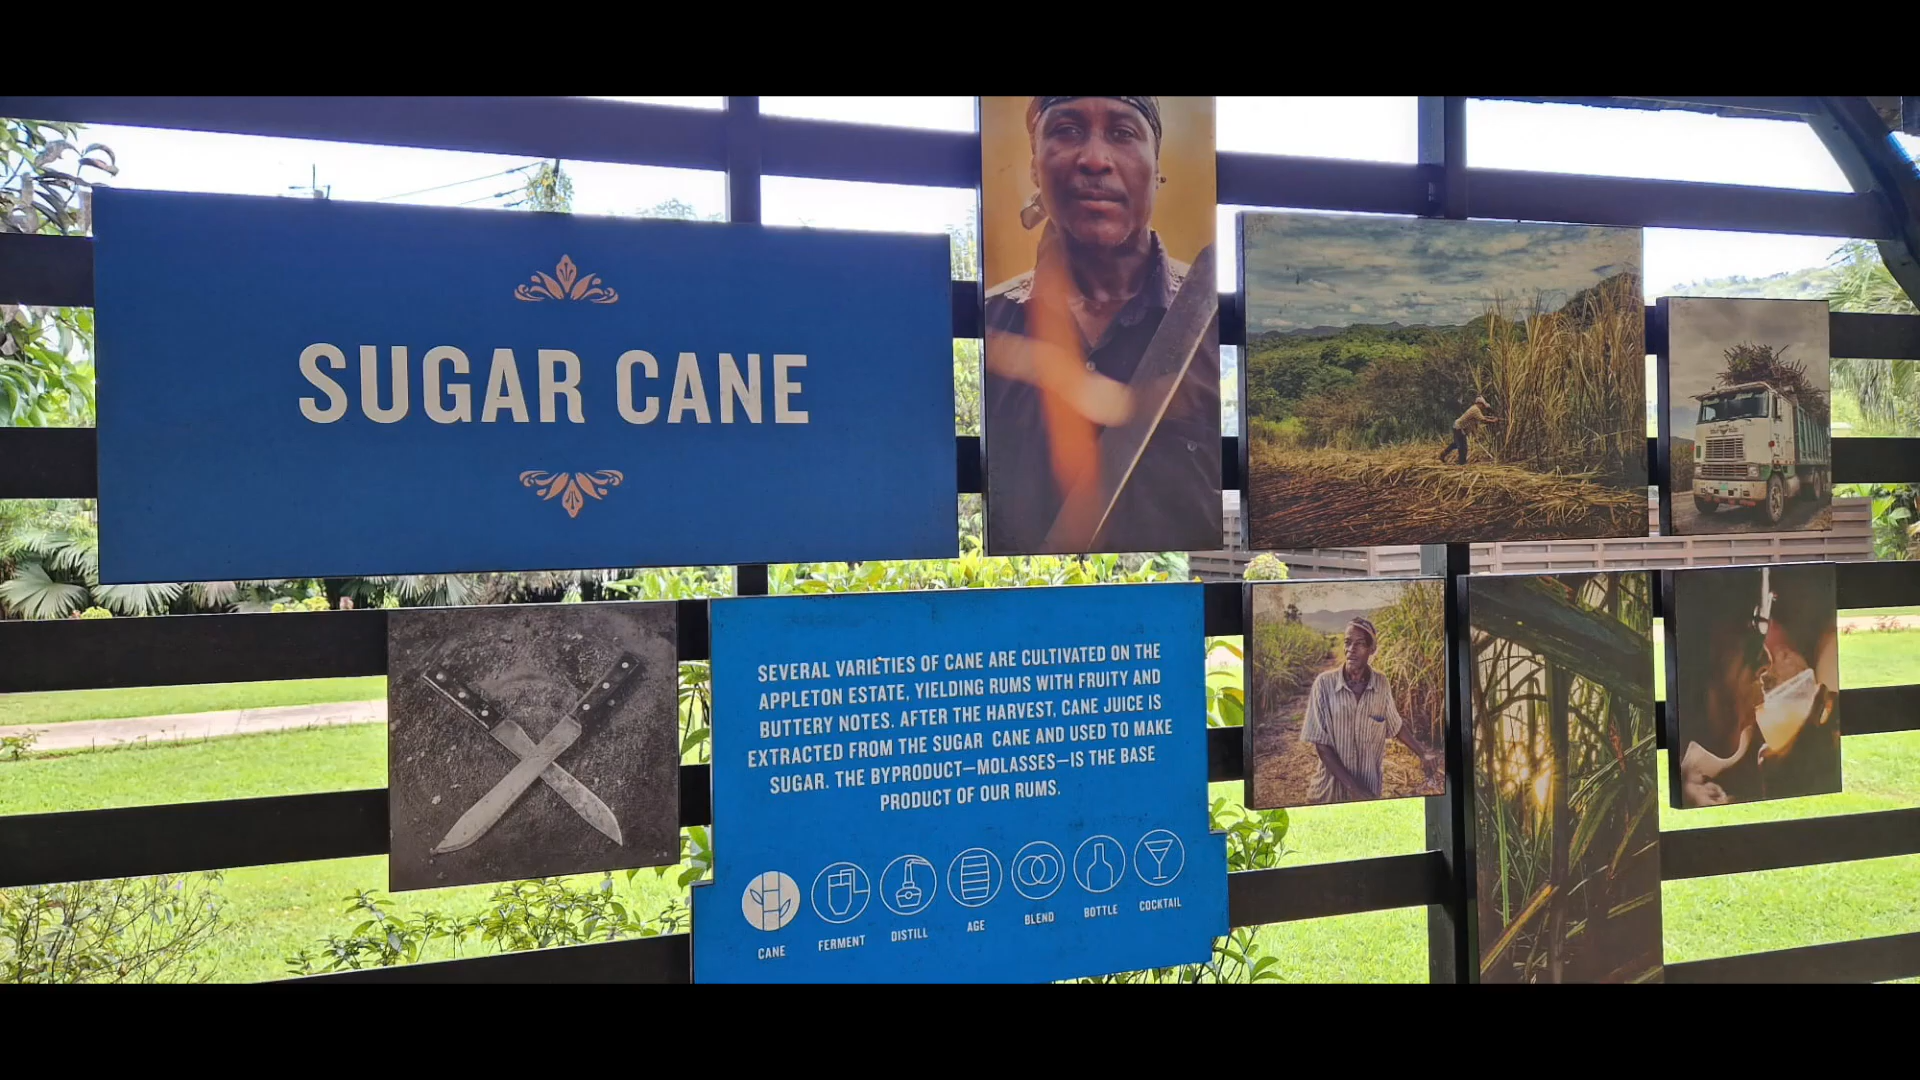 SUGAR CANE
SEVERAL VARIETIES OF CANE ARE CULTIVATED ON THE
APPLETON ESTATE, YIELDING RUMS WITH FRUITY AND
BUTTERY NOTES. AFTER THE HARVEST, CANE JUICE IS
EXTRACTED FROM THE SUGAR CANE AND USED TO MAKE
SUGAR. THE BYPRODUCT—MOLASSES—IS THE BASE
PRODUCT OF OUR RUMS.
CANE FERMENT DISTILL AGE BLEND BOTTLE COCKTAIL